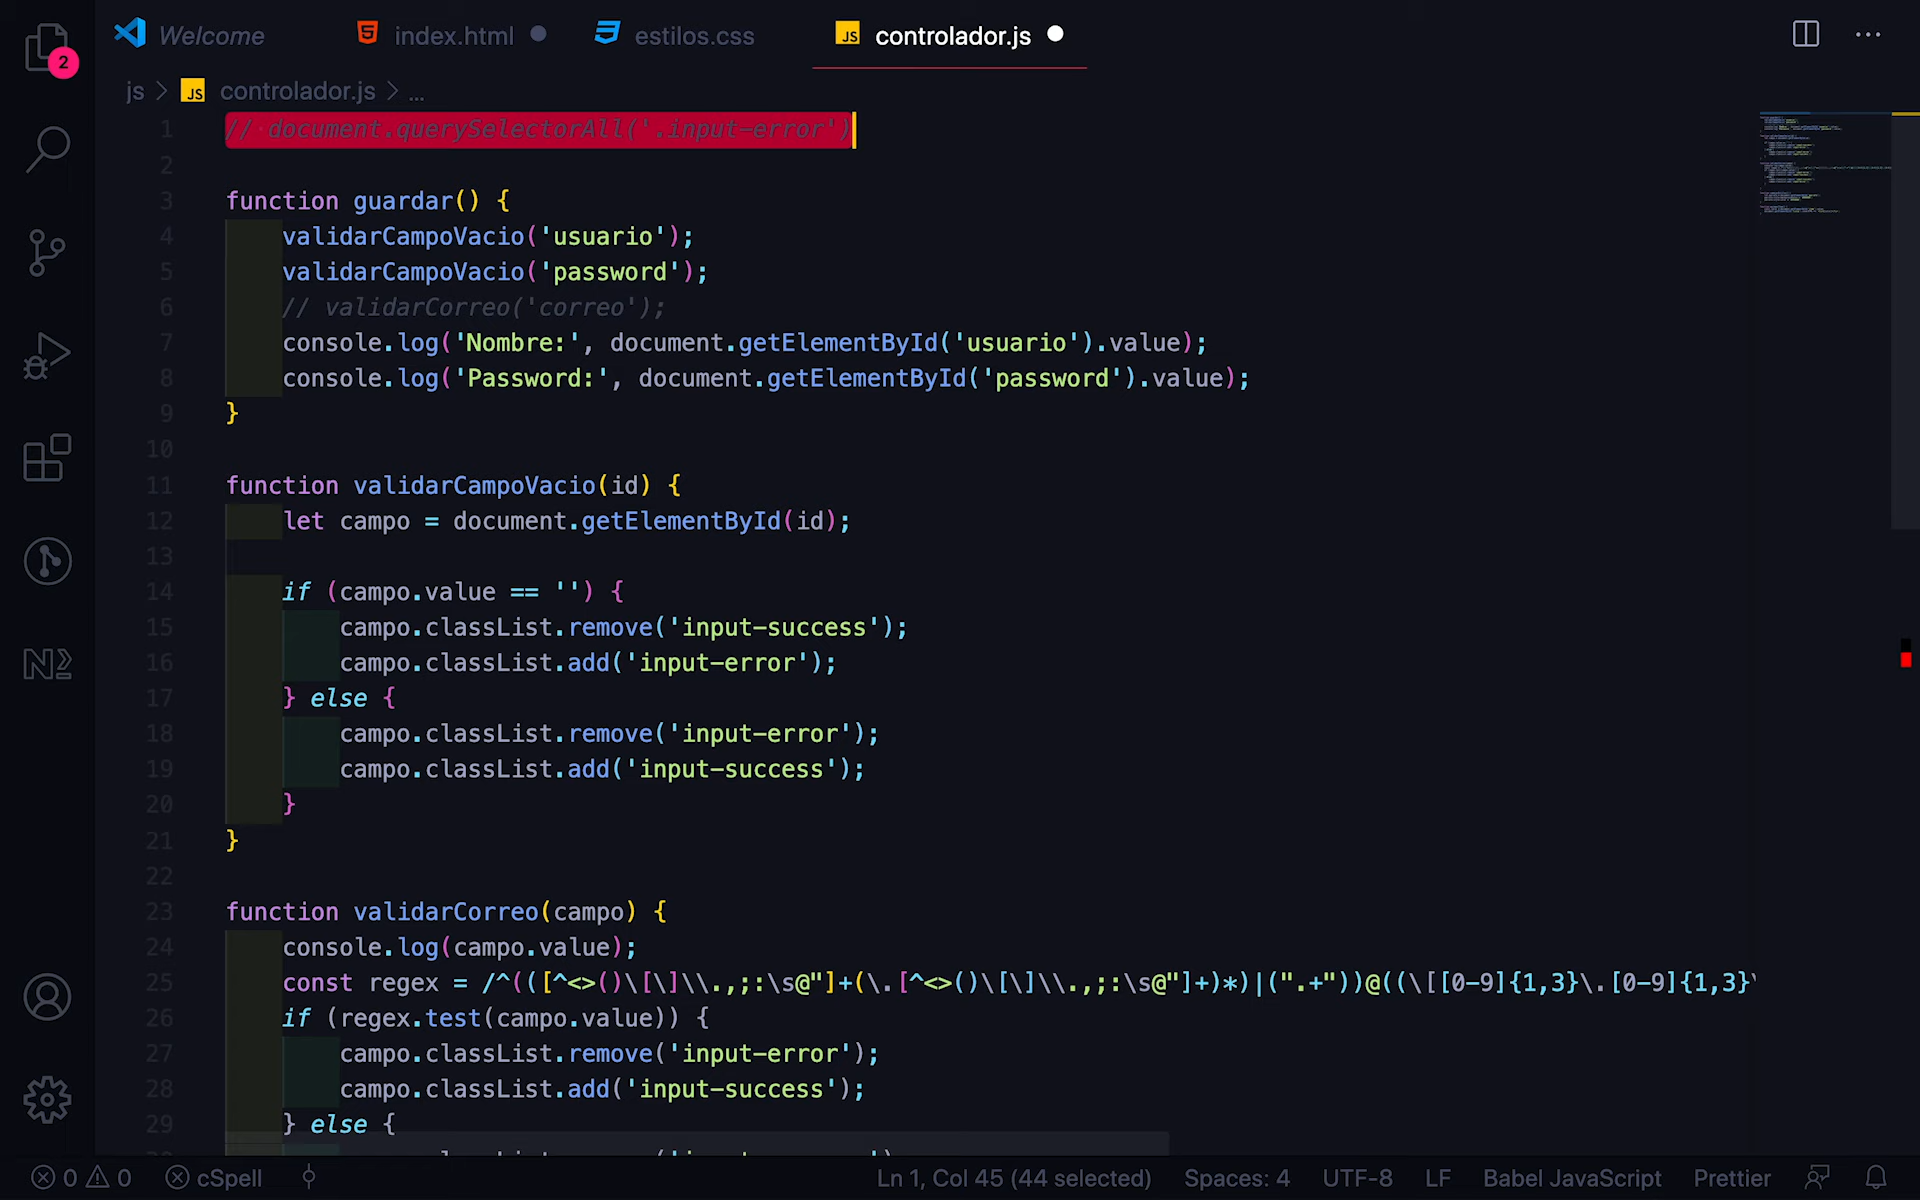 Welcome index.html estilos.css JS controlador.js
2
js > JS controlador.js > ...
1 // document.querySelectorAll('.input-error')
2
3 function guardar() {
4 validarCampoVacio('usuario');
5 validarCampoVacio('password');
6 // validarCorreo('correo');
7 console.log('Nombre:', document.getElementById('usuario').value);
8 console.log('Password:', document.getElementById('password').value);
9 }
10
11 function validarCampoVacio(id) {
12 let campo = document.getElementById(id);
13
14 if (campo.value == '') {
15 campo.classList.remove('input-success');
16 campo.classList.add('input-error');
17 } else {
18 campo.classList.remove('input-error');
19 campo.classList.add('input-success');
20 }
21 }
22
23 function validarCorreo(campo) {
24 console.log(campo.value);
25 const regex = /^(([^<>()\[\]\\.,;:\s@"]+(\.[^<>()\[\]\\.,;:\s@"]+)*)|(".+"))@((\[[0-9]{1,3}\.[0-9]{1,3}\
26 if (regex.test(campo.value)) {
27 campo.classList.remove('input-error');
28 campo.classList.add('input-success');
29 } else {
0 0 cSpell Ln 1, Col 45 (44 selected) Spaces: 4 UTF-8 LF Babel JavaScript Prettier